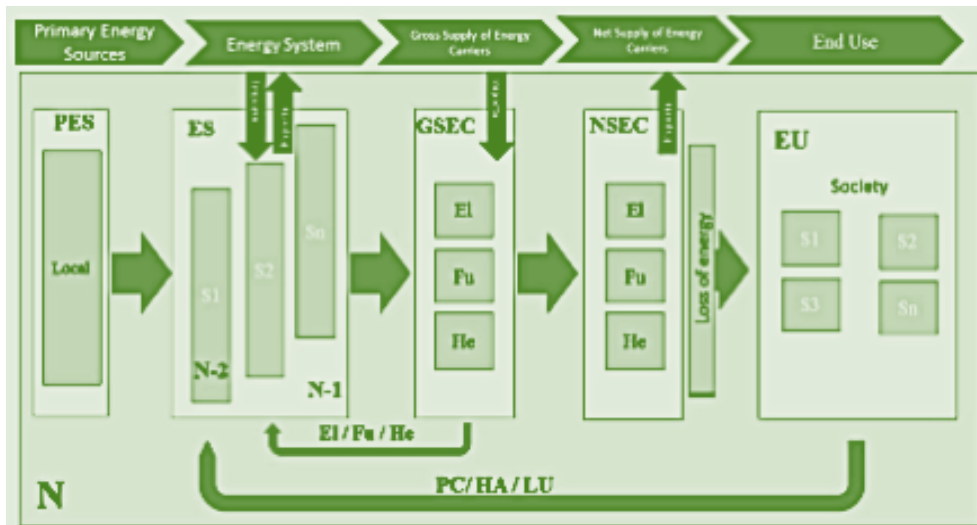 Primary Energy
Sources
Energy System
Gross Supply of Energy
Carriers
Net Supply of Energy
Carriers
End Use
PES
Local
ES
Exports
S1
S2
Sn
N-2
N-1
GSEC
El
Fu
He
NSEC
Exports
El
Fu
He
Loss of energy
EU
Society
S1
S2
S3
Sn
El / Fu / He
PC/ HA / LU
N